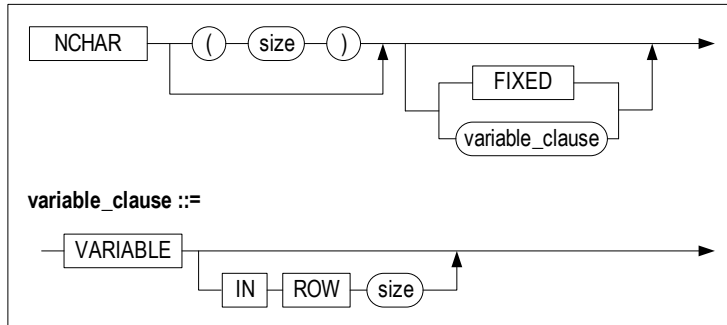 NCHAR ( size )
FIXED
variable_clause
variable_clause ::=
VARIABLE
IN ROW size